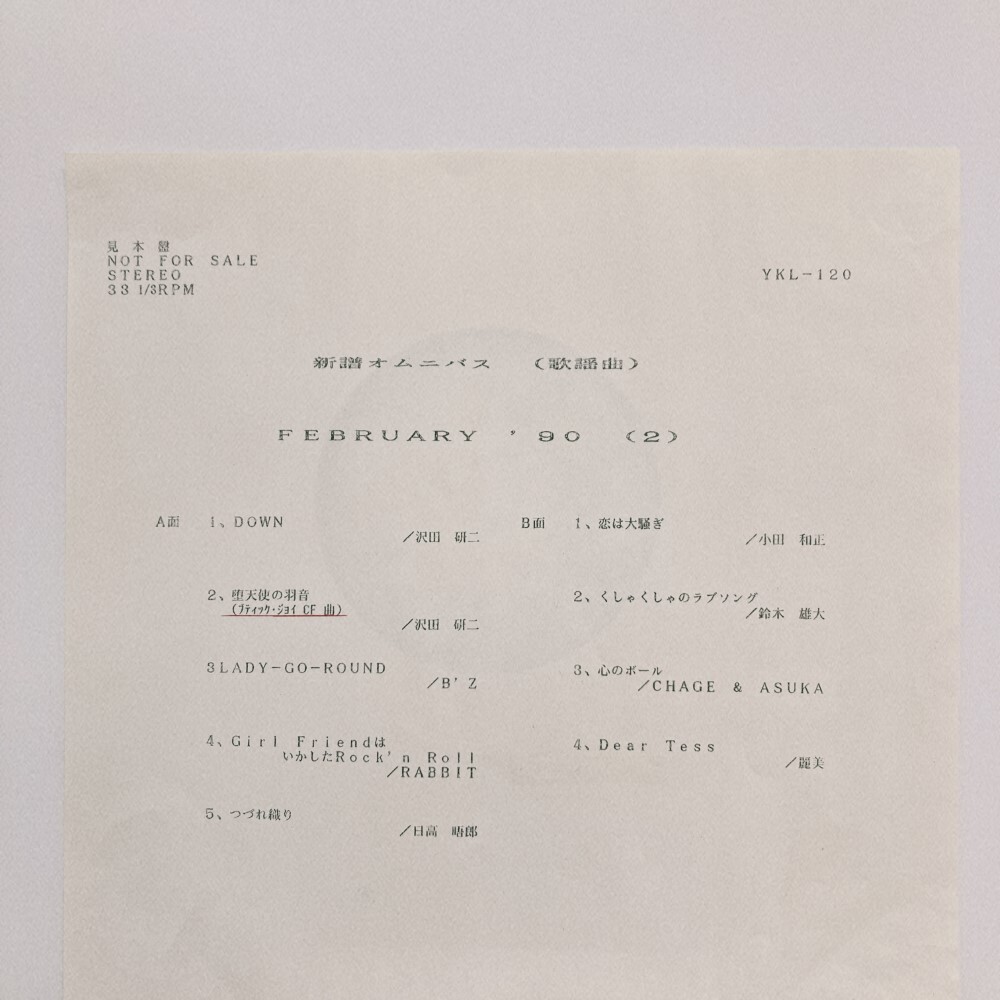 見本盤
NOT FOR SALE
STEREO
33 1/3RPM
YKL-120
新譜オムニバス （歌謡曲）
FEBRUARY '90 (2)
A面 1、DOWN
／沢田 研二
2、堕天使の羽音
(ブティック・ジョイ CF 曲)
／沢田 研二
3LADY-GO-ROUND
／B'Z
4、Girl Friendは
いかしたRock'n Roll
／RABBIT
5、つづれ織り
／日高 晤郎
B面 1、恋は大騒ぎ
／小田 和正
2、くしゃくしゃのラブソング
／鈴木 雄大
3、心のボール
／CHAGE & ASUKA
4、Dear Tess
／麗美